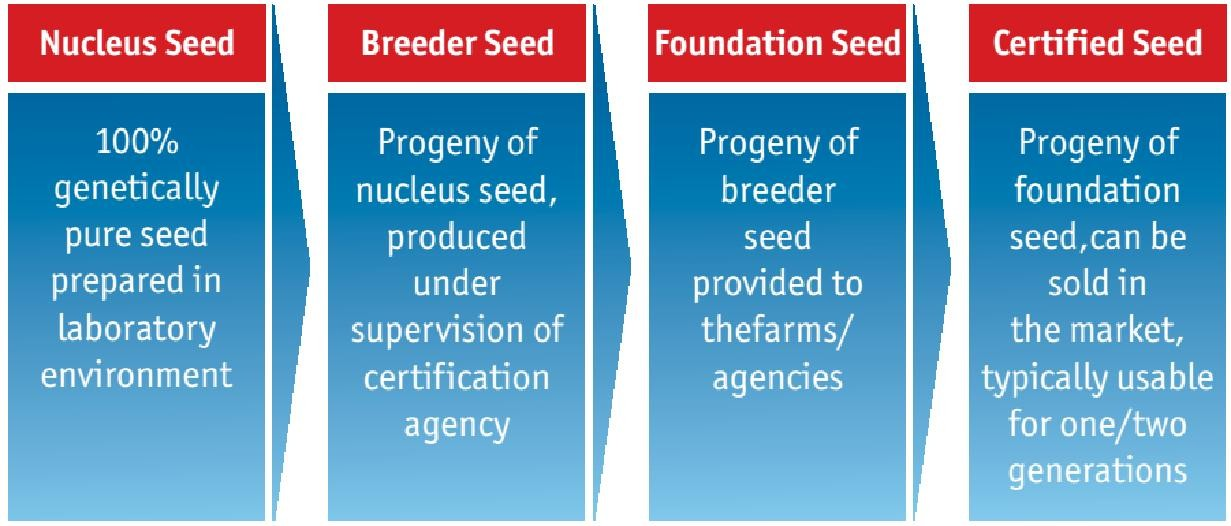 Nucleus Seed
100%
genetically
pure seed
prepared in
laboratory
environment
Breeder Seed
Progeny of
nucleus seed,
produced
under
supervision of
certification
agency
Foundation Seed
Progeny of
breeder
seed
provided to
thefarms/
agencies
Certified Seed
Progeny of
foundation
seed,can be
sold in
the market,
typically usable
for one/two
generations